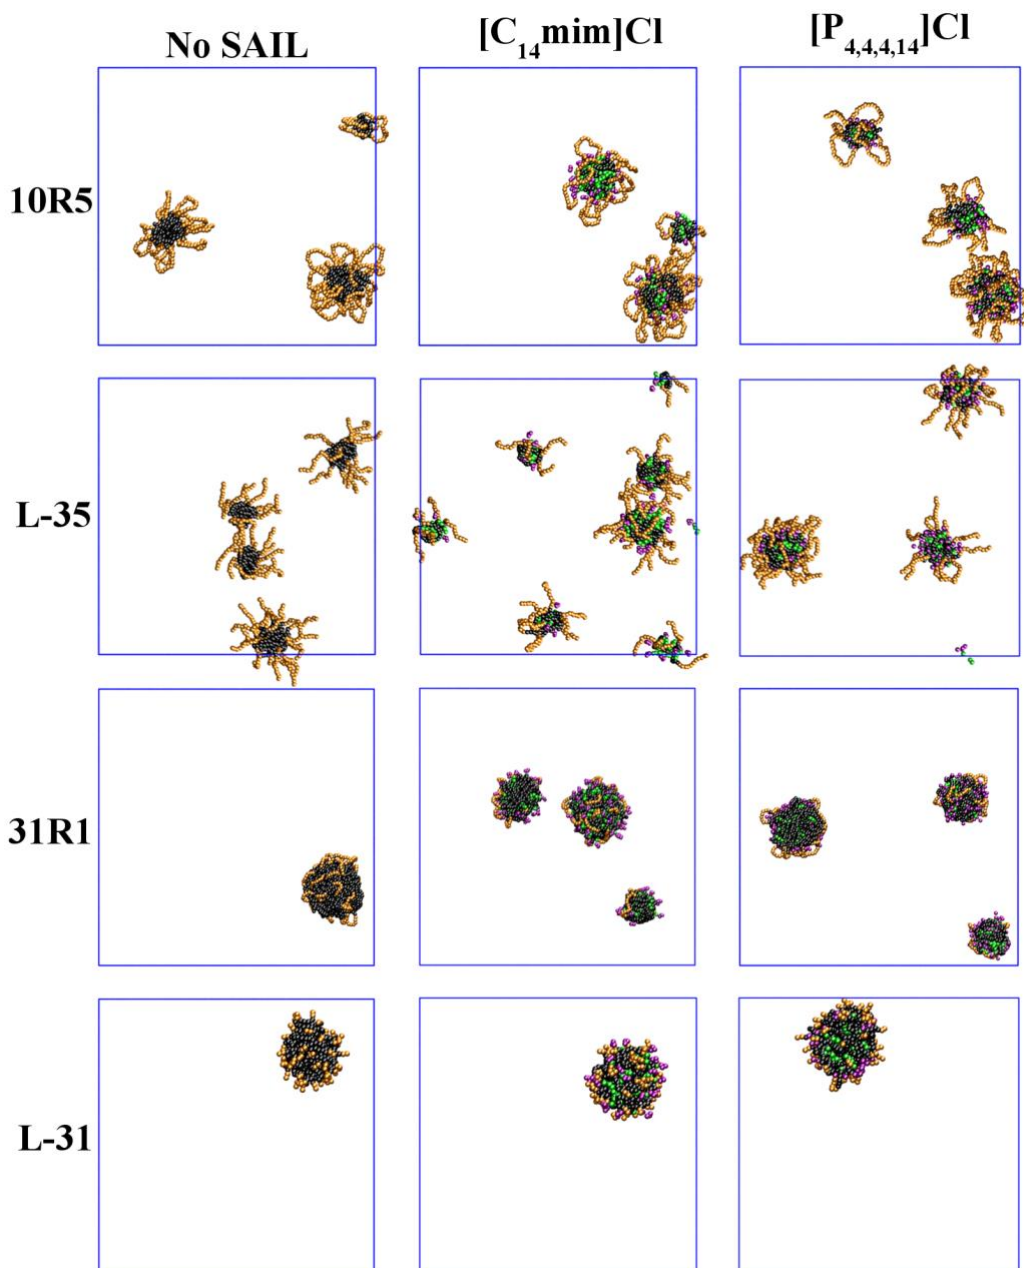 No SAIL [C₁₄mim]Cl [P₄,₄,₄,₁₄]Cl
10R5
L-35
31R1
L-31